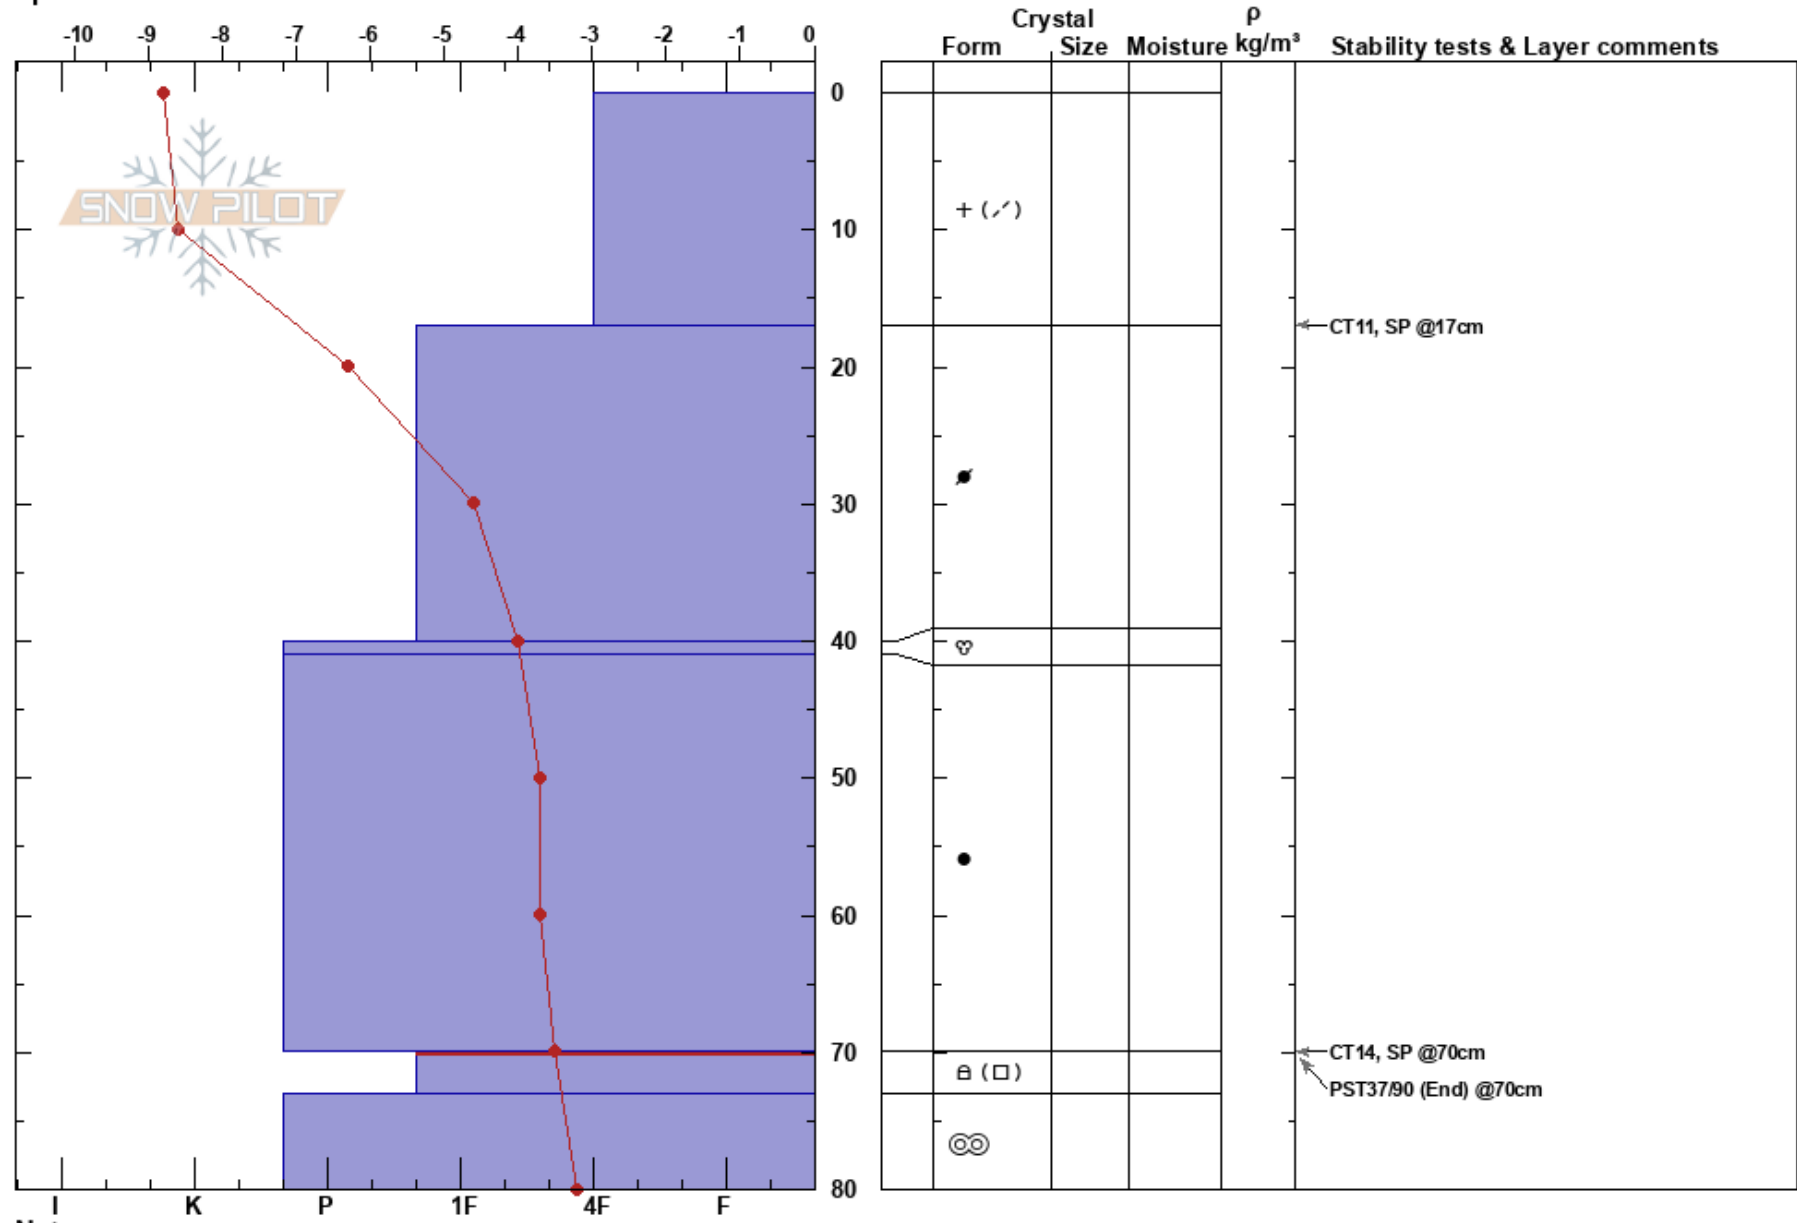 Crystal
ρ
Form Size Moisture kg/m³ Stability tests & Layer comments
-10 -9 -8 -7 -6 -5 -4 -3 -2 -1 0
0
SNOW PILOT
+ (⟋)
10
CT11, SP @17cm
20
30
40
50
60
70
CT14, SP @70cm
PST37/90 (End) @70cm
80
I K P 1F 4F F